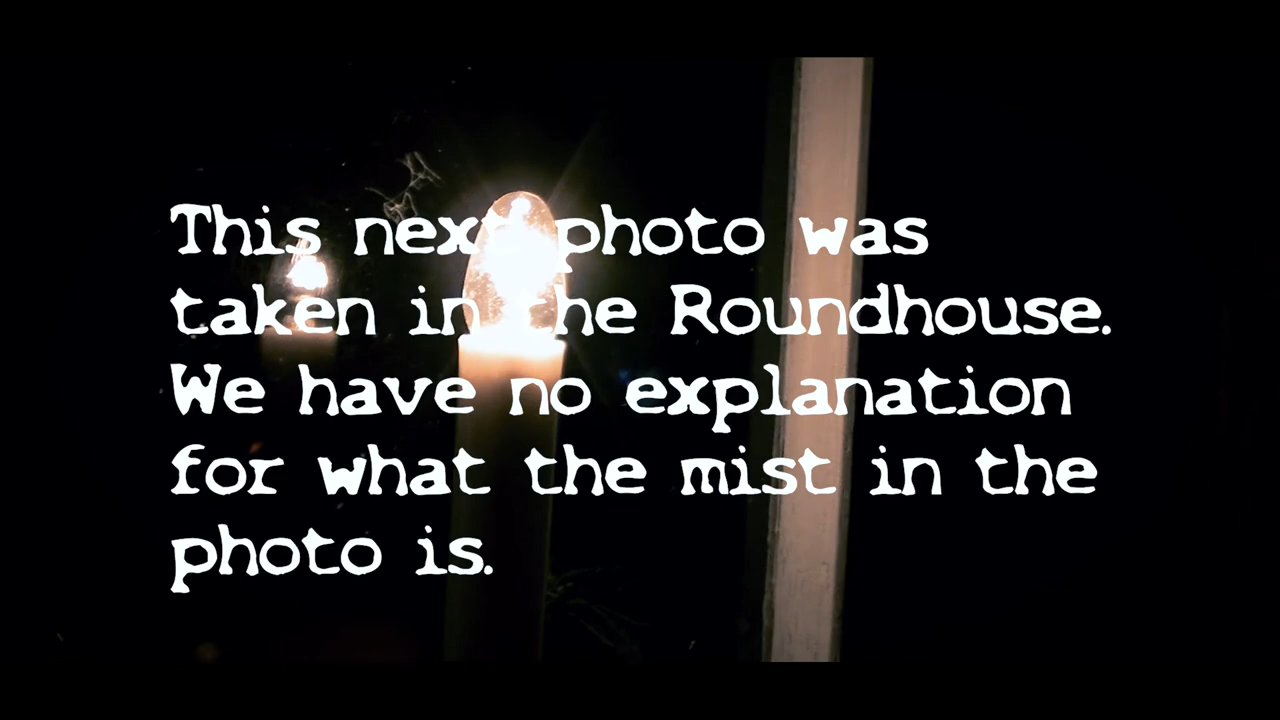 This next photo was
taken in the Roundhouse.
We have no explanation
for what the mist in the
photo is.